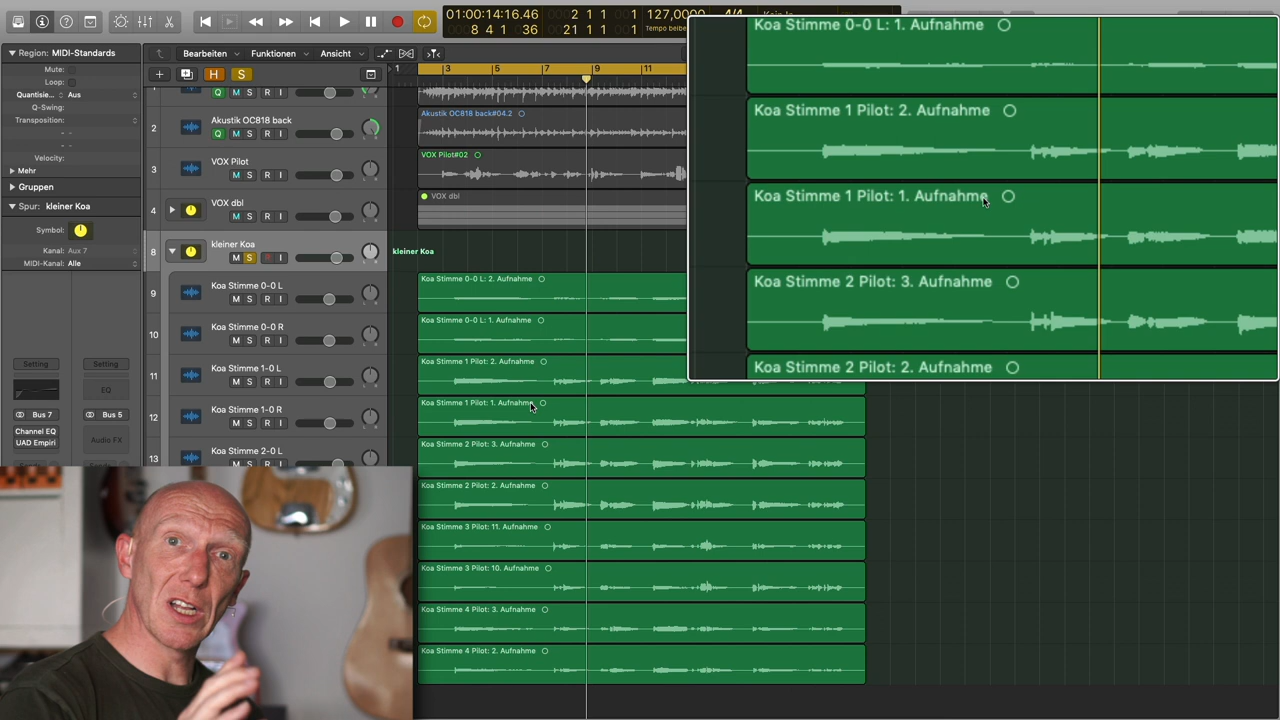 01:00:14:16.46
8 4 1 36
2 1 1
21 1 1
127,0000
Tempo beibe
4/4
Keine In
Region: MIDI-Standards
Mute:
Loop:
Quantisie... Aus
Q-Swing:
Transposition:
Velocity:
Mehr
Gruppen
Spur: kleiner Koa
Symbol:
Kanal: Aux 7
MIDI-Kanal: Alle
Setting
Setting
EQ
Bus 7
Bus 5
Channel EQ
UAD Empiri
Audio FX
Bearbeiten
Funktionen
Ansicht
H
S
1
3
5
7
9
11
Q M S R I
2
Akustik OC818 back
Q M S R I
3
VOX Pilot
M S R I
4
VOX dbl
M S R I
8
kleiner Koa
M S R I
9
Koa Stimme 0-0 L
M S R I
10
Koa Stimme 0-0 R
M S R I
11
Koa Stimme 1-0 L
M S R I
12
Koa Stimme 1-0 R
M S R I
13
Koa Stimme 2-0 L
M S R I
Akustik OC818 back#04.2
VOX Pilot#02
VOX dbl
kleiner Koa
Koa Stimme 0-0 L: 2. Aufnahme
Koa Stimme 0-0 L: 1. Aufnahme
Koa Stimme 1 Pilot: 2. Aufnahme
Koa Stimme 1 Pilot: 1. Aufnahme
Koa Stimme 2 Pilot: 3. Aufnahme
Koa Stimme 2 Pilot: 2. Aufnahme
Koa Stimme 3 Pilot: 11. Aufnahme
Koa Stimme 3 Pilot: 10. Aufnahme
Koa Stimme 4 Pilot: 3. Aufnahme
Koa Stimme 4 Pilot: 2. Aufnahme
Koa Stimme 0-0 L: 1. Aufnahme
Koa Stimme 1 Pilot: 2. Aufnahme
Koa Stimme 1 Pilot: 1. Aufnahme
Koa Stimme 2 Pilot: 3. Aufnahme
Koa Stimme 2 Pilot: 2. Aufnahme